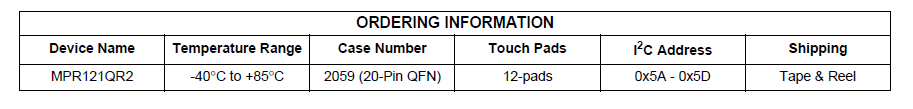 ORDERING INFORMATION
Device Name Temperature Range Case Number Touch Pads I²C Address Shipping
MPR121QR2 -40°C to +85°C 2059 (20-Pin QFN) 12-pads 0x5A - 0x5D Tape & Reel